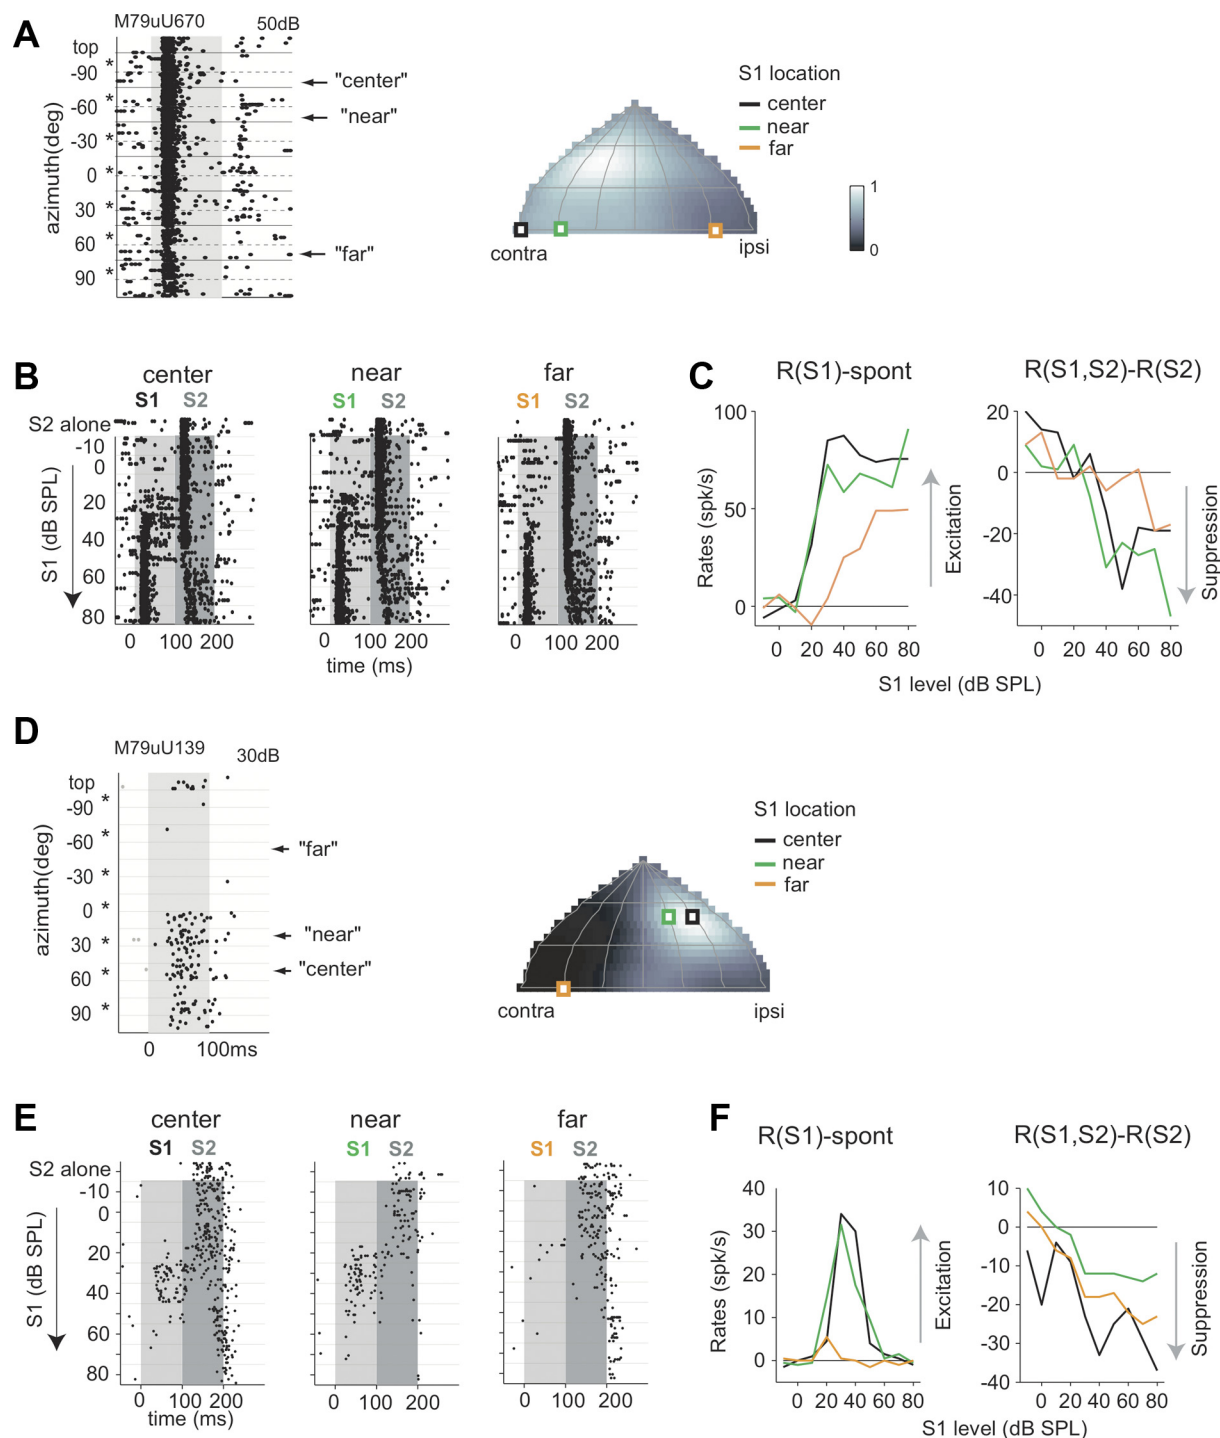 A
M79uU670
50dB
top
-90
-60
-30
0
30
60
90
*
*
*
*
*
*
*
azimuth(deg)
"center"
"near"
"far"
S1 location
center
near
far
contra
ipsi
1
0
B
center
near
far
S1 S2
S1 S2
S1 S2
S2 alone
-10
0
20
40
60
80
S1 (dB SPL)
0 100 200
0 100 200
0 100 200
time (ms)
C
R(S1)-spont
R(S1,S2)-R(S2)
100
50
0
Rates (spk/s)
Excitation
20
0
-20
-40
Suppression
0 20 40 60 80
0 20 40 60 80
S1 level (dB SPL)
D
M79uU139
30dB
top
-90
-60
-30
0
30
60
90
*
*
*
*
*
*
*
azimuth(deg)
"far"
"near"
"center"
0 100ms
S1 location
center
near
far
contra
ipsi
E
center
near
far
S1 S2
S1 S2
S1 S2
S2 alone
-10
0
20
40
60
80
S1 (dB SPL)
0 100 200
0 100 200
0 100 200
time (ms)
F
R(S1)-spont
R(S1,S2)-R(S2)
40
30
20
10
0
Rates (spk/s)
Excitation
10
0
-10
-20
-30
-40
Suppression
0 20 40 60 80
0 20 40 60 80
S1 level (dB SPL)